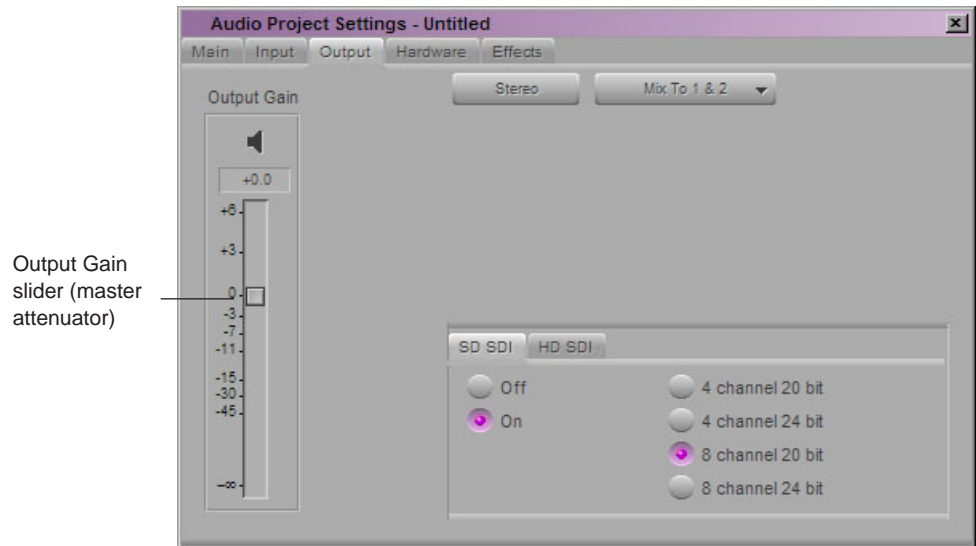 Audio Project Settings - Untitled
Main Input Output Hardware Effects
Output Gain
Stereo
Mix To 1 & 2
+0.0
+6
+3
0
-3
-7
-11
-15
-30
-45
-∞
Output Gain
slider (master
attenuator)
SD SDI HD SDI
Off
On
4 channel 20 bit
4 channel 24 bit
8 channel 20 bit
8 channel 24 bit